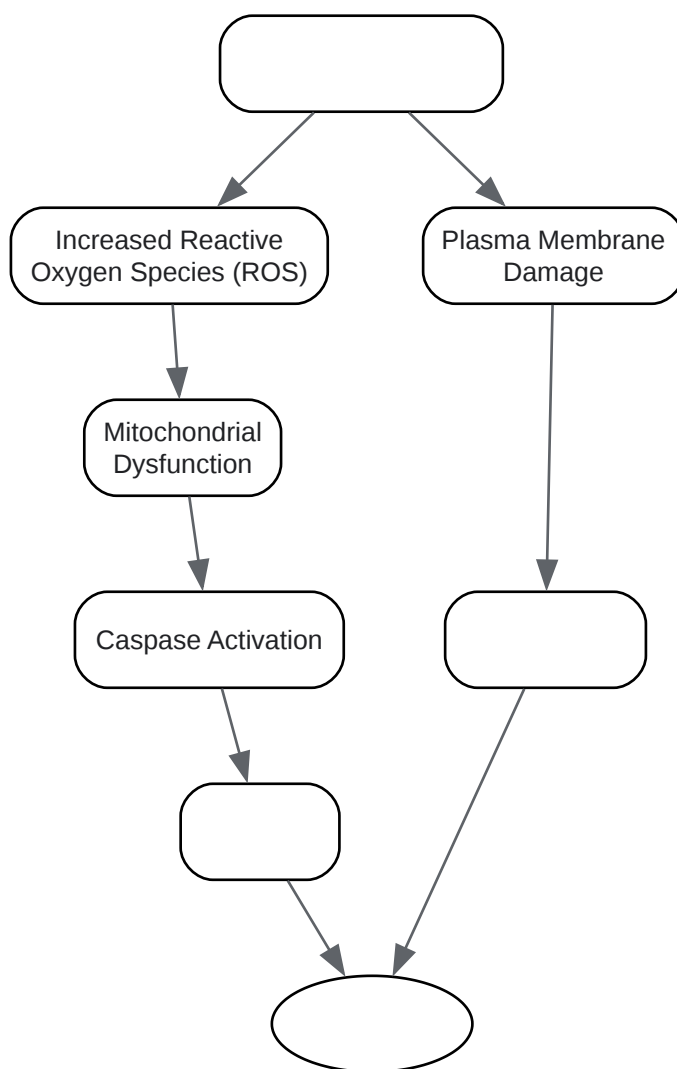 Increased Reactive
Oxygen Species (ROS)
Plasma Membrane
Damage
Mitochondrial
Dysfunction
Caspase Activation